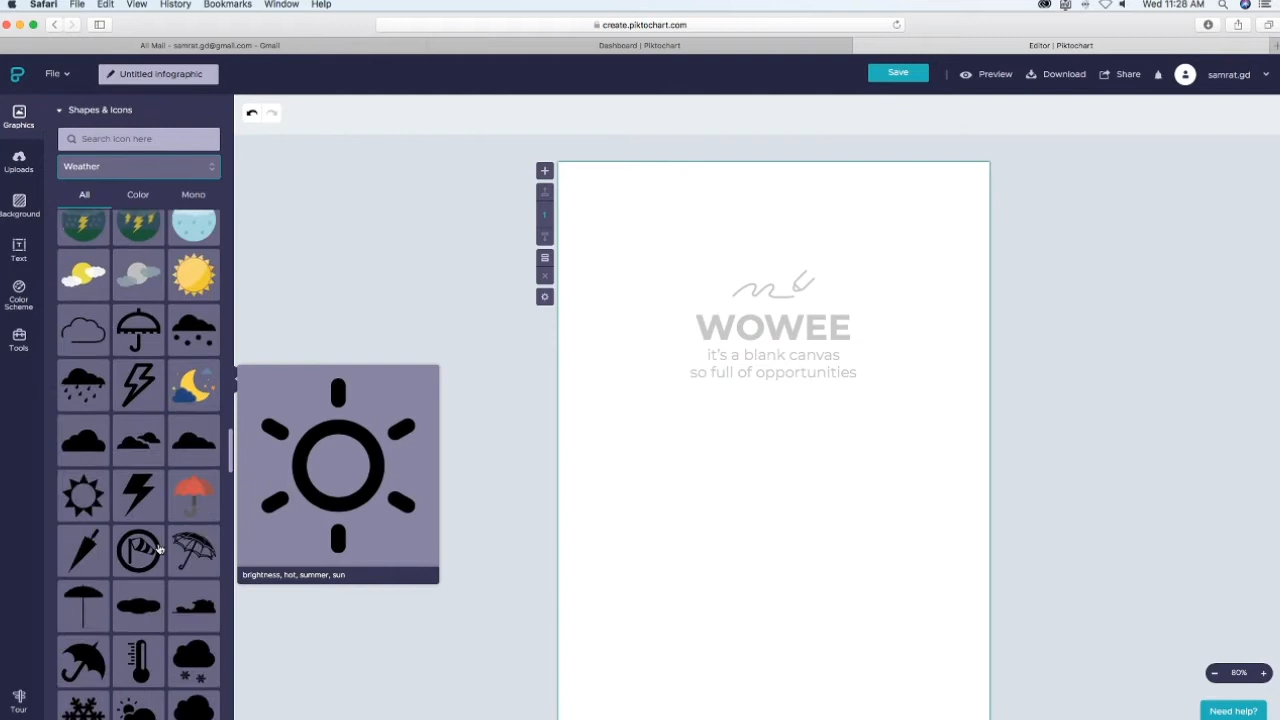 Safari File Edit View History Bookmarks Window Help Wed 11:28 AM
create.piktochart.com
All Mail - samrat.gd@gmail.com - Gmail Dashboard | Piktochart Editor | Piktochart
File Untitled infographic Save Preview Download Share samrat.gd
Graphics
Shapes & Icons
Search icon here
Uploads
Weather
All Color Mono
Background
Text
Color
Scheme
Tools
WOWEE
it's a blank canvas
so full of opportunities
brightness, hot, summer, sun
80%
Tour
Need help?